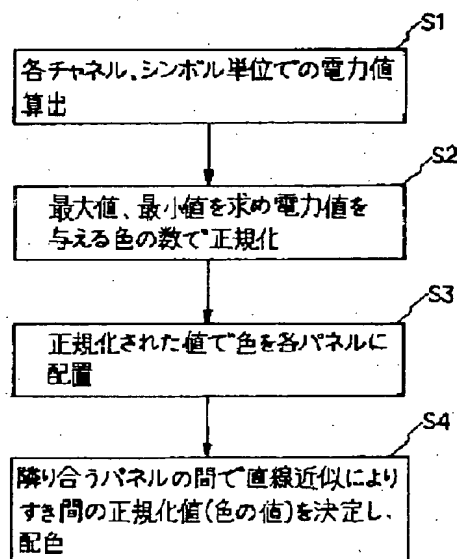 S1
各チャネル、シンボル単位での電力値
算出
S2
最大値、最小値を求め電力値を
与える色の数で正規化
S3
正規化された値で色を各パネルに
配置
S4
隣り合うパネルの間で直線近似により
すき間の正規化値(色の値)を決定し、
配色